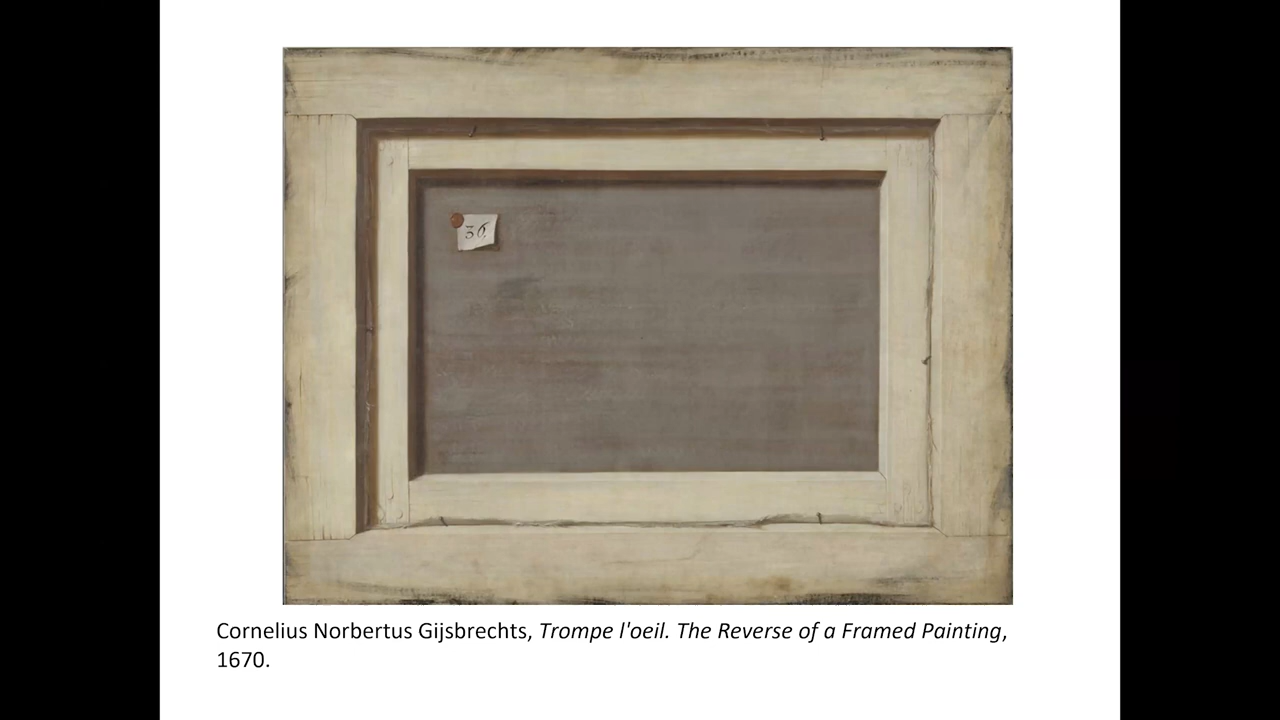 36.
Cornelius Norbertus Gijsbrechts, Trompe l'oeil. The Reverse of a Framed Painting,
1670.